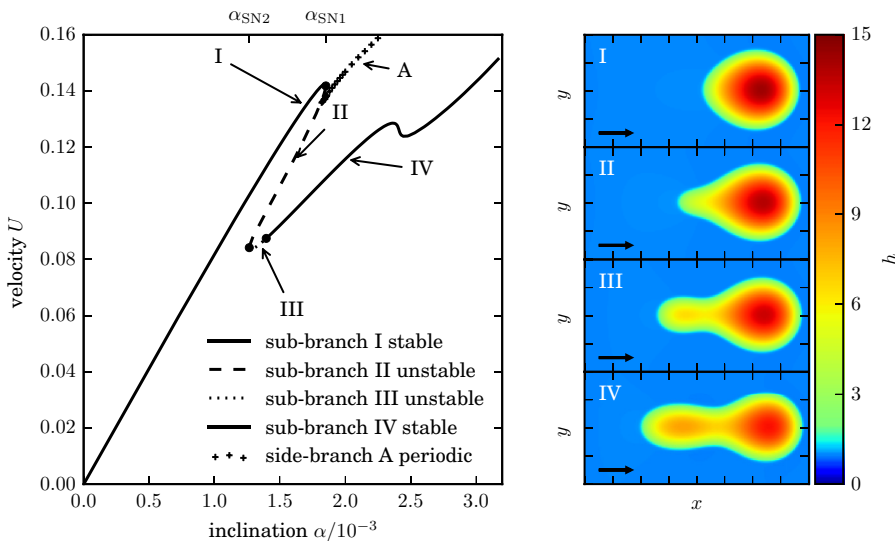 α_SN2 α_SN1
0.16
0.14
0.12
0.10
0.08
0.06
0.04
0.02
0.00
velocity U
I
A
II
IV
III
sub-branch I stable
sub-branch II unstable
sub-branch III unstable
sub-branch IV stable
side-branch A periodic
0.0 0.5 1.0 1.5 2.0 2.5 3.0
inclination α/10⁻³
I
y
II
y
III
y
IV
y
x
15
12
9
6
3
0
h